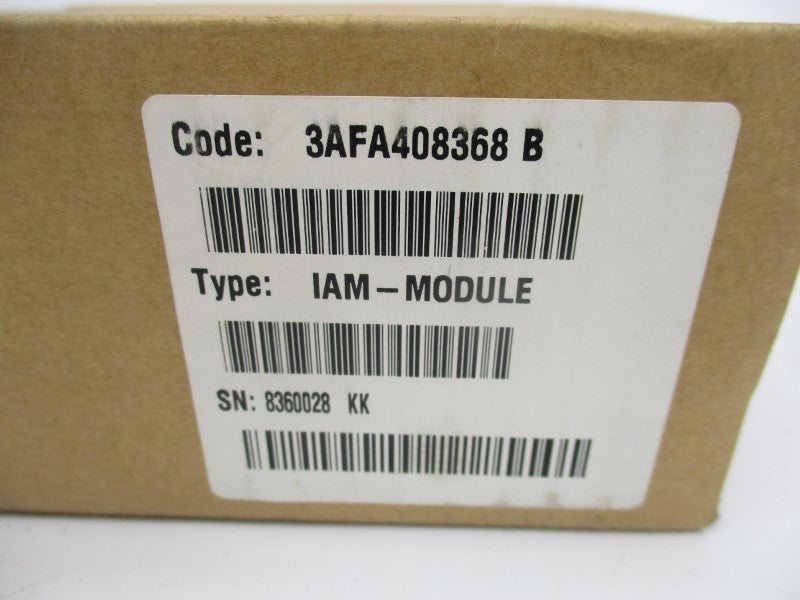 Code: 3AFA408368 B
Type: IAM-MODULE
SN: 8360028 KK